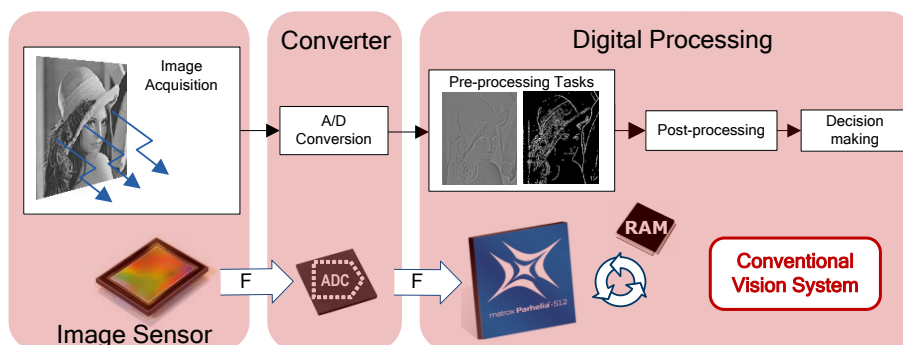 Converter
Digital Processing
Image
Acquisition
A/D
Conversion
Pre-processing Tasks
Post-processing
Decision
making
F
ADC
F
matrox Parhelia-512
RAM
Conventional
Vision System
Image Sensor